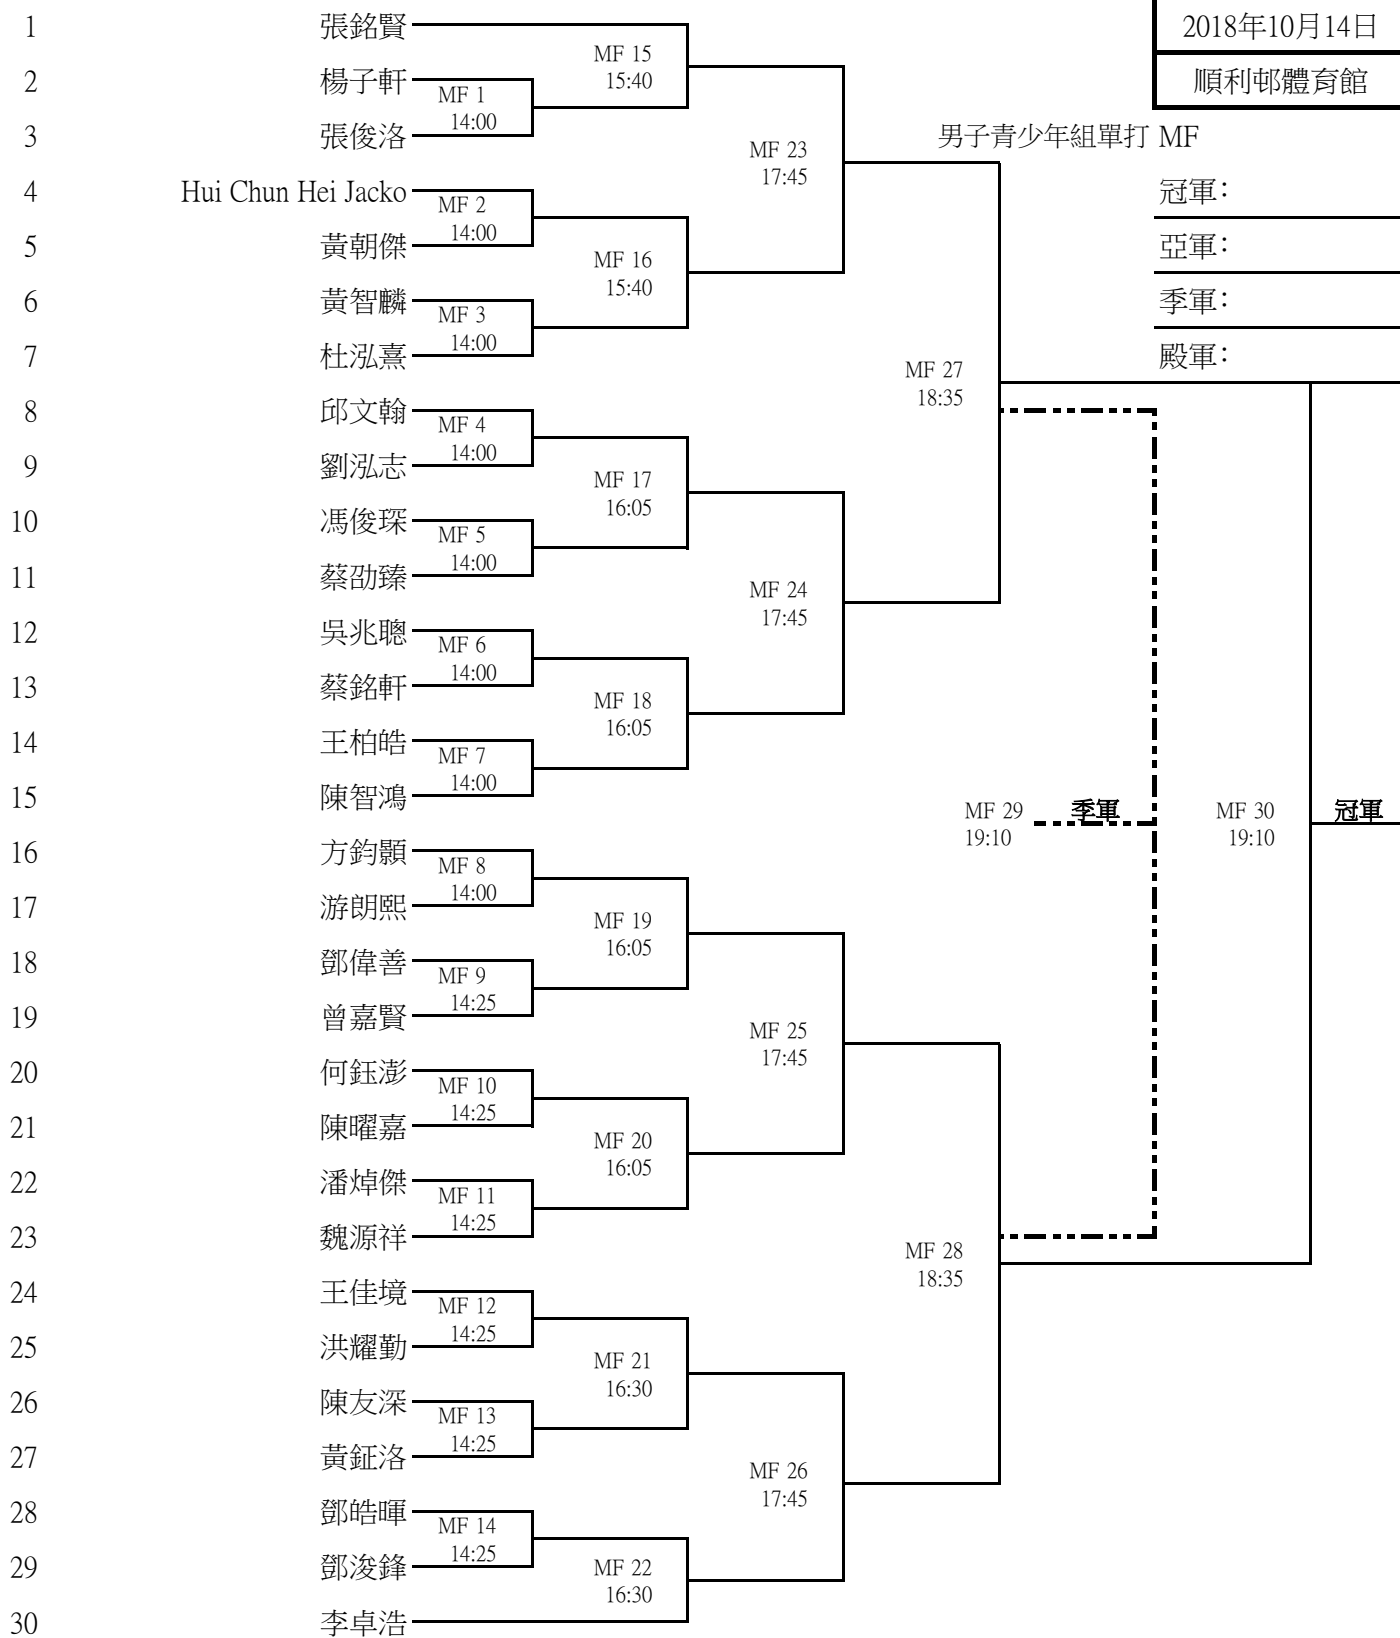 1 張銘賢
2018年10月14日
MF 15
15:40
2 楊子軒
MF 1
14:00
順利邨體育館
3 張俊洛
男子青少年組單打 MF
MF 23
17:45
4 Hui Chun Hei Jacko
MF 2
14:00
冠軍：
5 黃朝傑
亞軍：
MF 16
15:40
6 黃智麟
MF 3
14:00
季軍：
7 杜泓熹
殿軍：
MF 27
18:35
8 邱文翰
MF 4
14:00
9 劉泓志
MF 17
16:05
10 馮俊琛
MF 5
14:00
11 蔡劭臻
MF 24
17:45
12 吳兆聰
MF 6
14:00
13 蔡銘軒
MF 18
16:05
14 王柏皓
MF 7
14:00
15 陳智鴻
MF 29
19:10
季軍
MF 30
19:10
冠軍
16 方鈞顥
MF 8
14:00
17 游朗熙
MF 19
16:05
18 鄧偉善
MF 9
14:25
19 曾嘉賢
MF 25
17:45
20 何鈺澎
MF 10
14:25
21 陳曜嘉
MF 20
16:05
22 潘焯傑
MF 11
14:25
23 魏源祥
MF 28
18:35
24 王佳境
MF 12
14:25
25 洪耀勤
MF 21
16:30
26 陳友深
MF 13
14:25
27 黃鉦洛
MF 26
17:45
28 鄧皓暉
MF 14
14:25
29 鄧浚鋒
MF 22
16:30
30 李卓浩